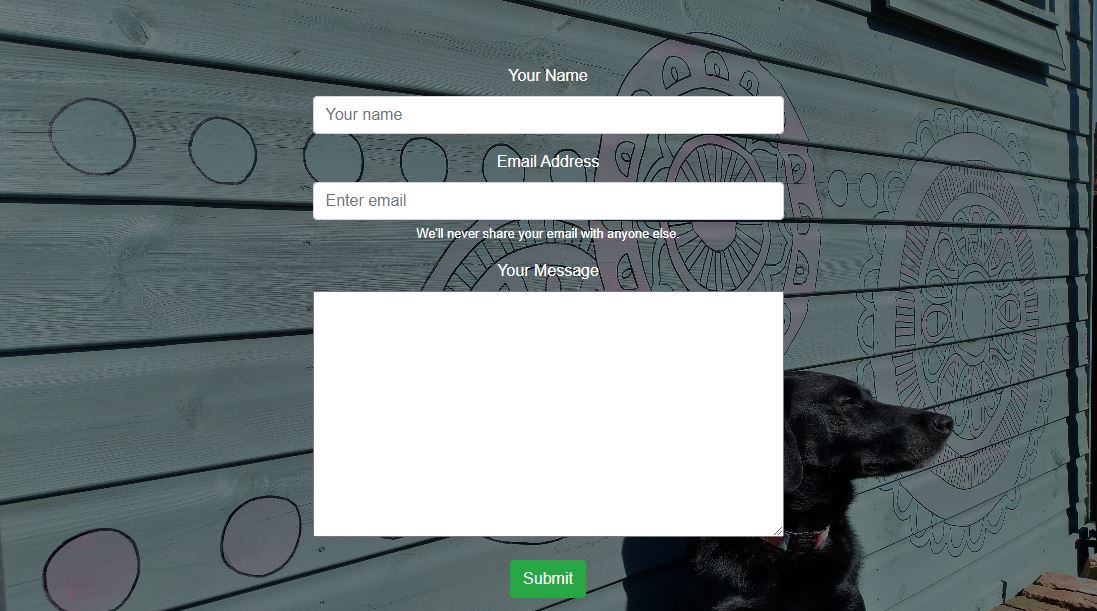 Your Name
Your name
Email Address
Enter email
We'll never share your email with anyone else.
Your Message
Submit